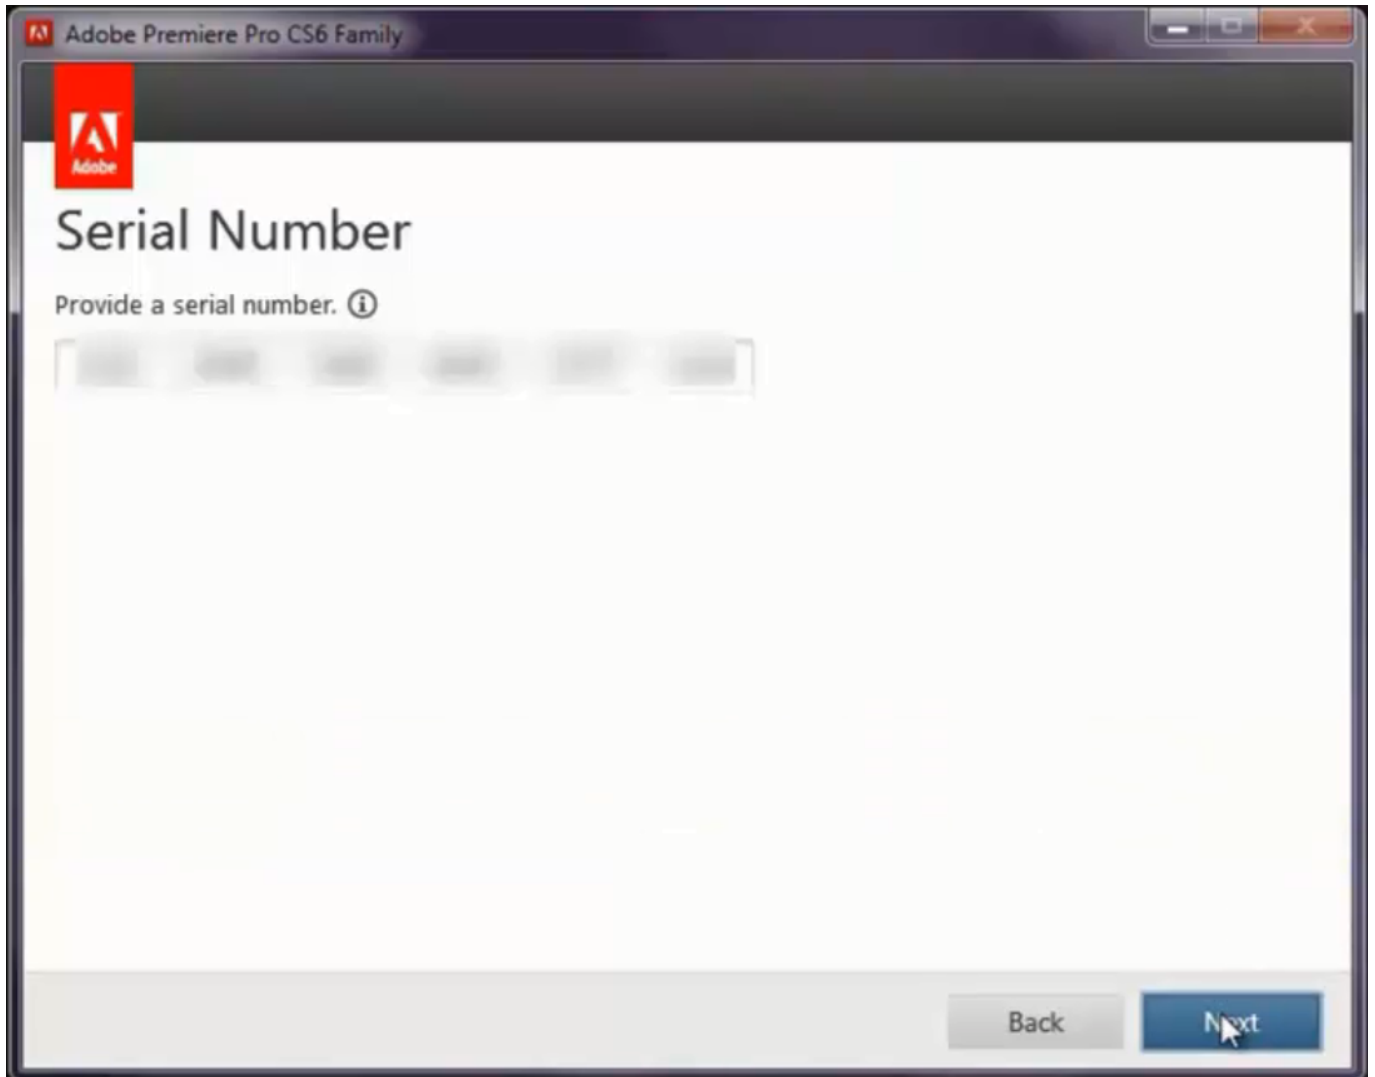 Adobe Premiere Pro CS6 Family
Adobe
Serial Number
Provide a serial number.
Back
Next